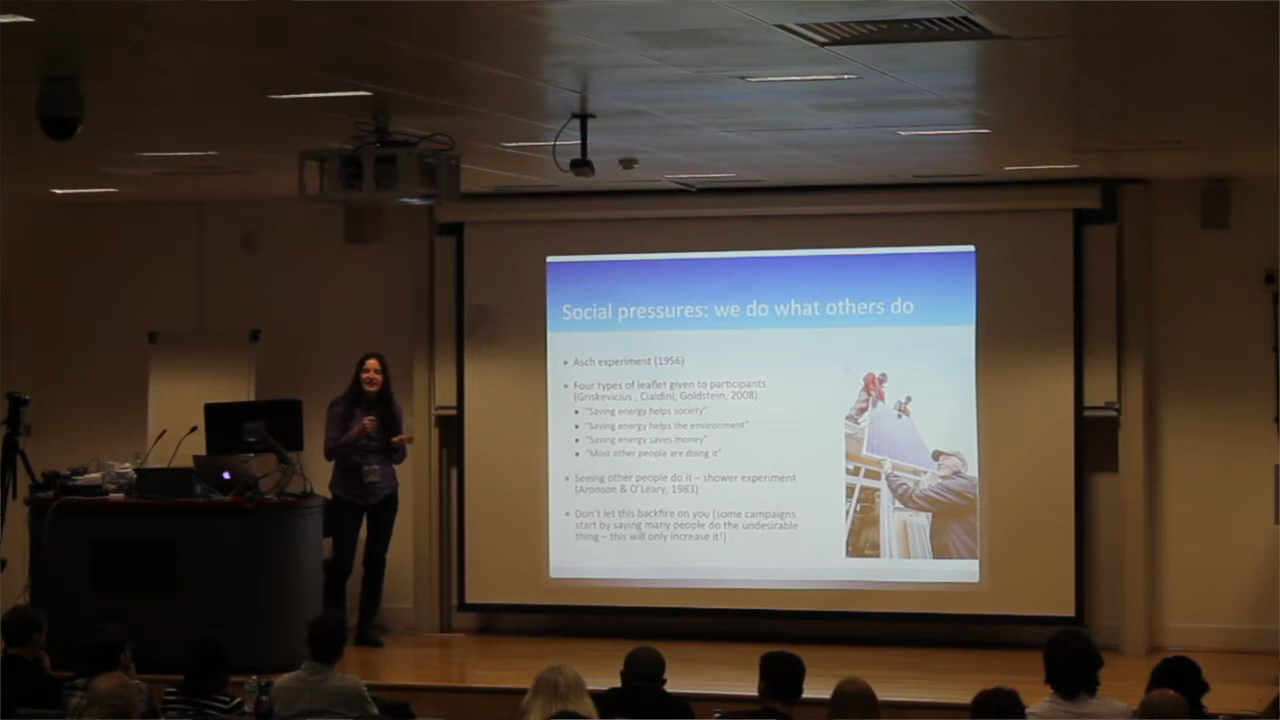 Social pressures: we do what others do
• Asch experiment (1956)
• Four types of leaflet given to participants
(Griskevicius , Cialdini, Goldstein, 2008):
• "Saving energy helps society"
• "Saving energy helps the environment"
• "Saving energy saves money"
• "Most other people are doing it"
• Seeing other people do it – shower experiment
(Aronson & O'Leary, 1983)
• Don't let this backfire on you (some campaigns
start by saying many people do the undesirable
thing – this will only increase it!)